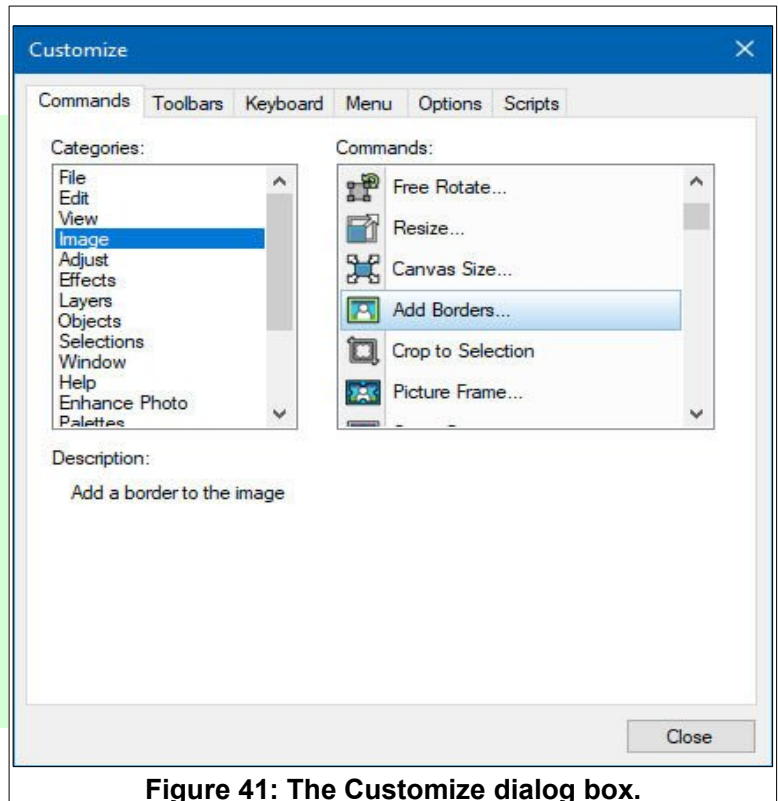 Customize
Commands Toolbars Keyboard Menu Options Scripts
Categories:
File
Edit
View
Image
Adjust
Effects
Layers
Objects
Selections
Window
Help
Enhance Photo
Palettes
Commands:
Free Rotate...
Resize...
Canvas Size...
Add Borders...
Crop to Selection
Picture Frame...
Description:
Add a border to the image
Close
Figure 41: The Customize dialog box.